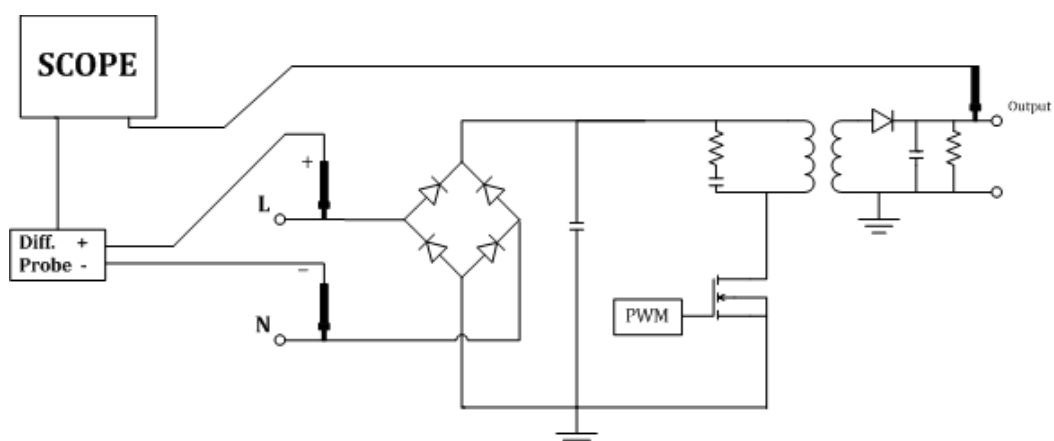 SCOPE
Output
+
L
Diff. +
Probe -
−
N
PWM